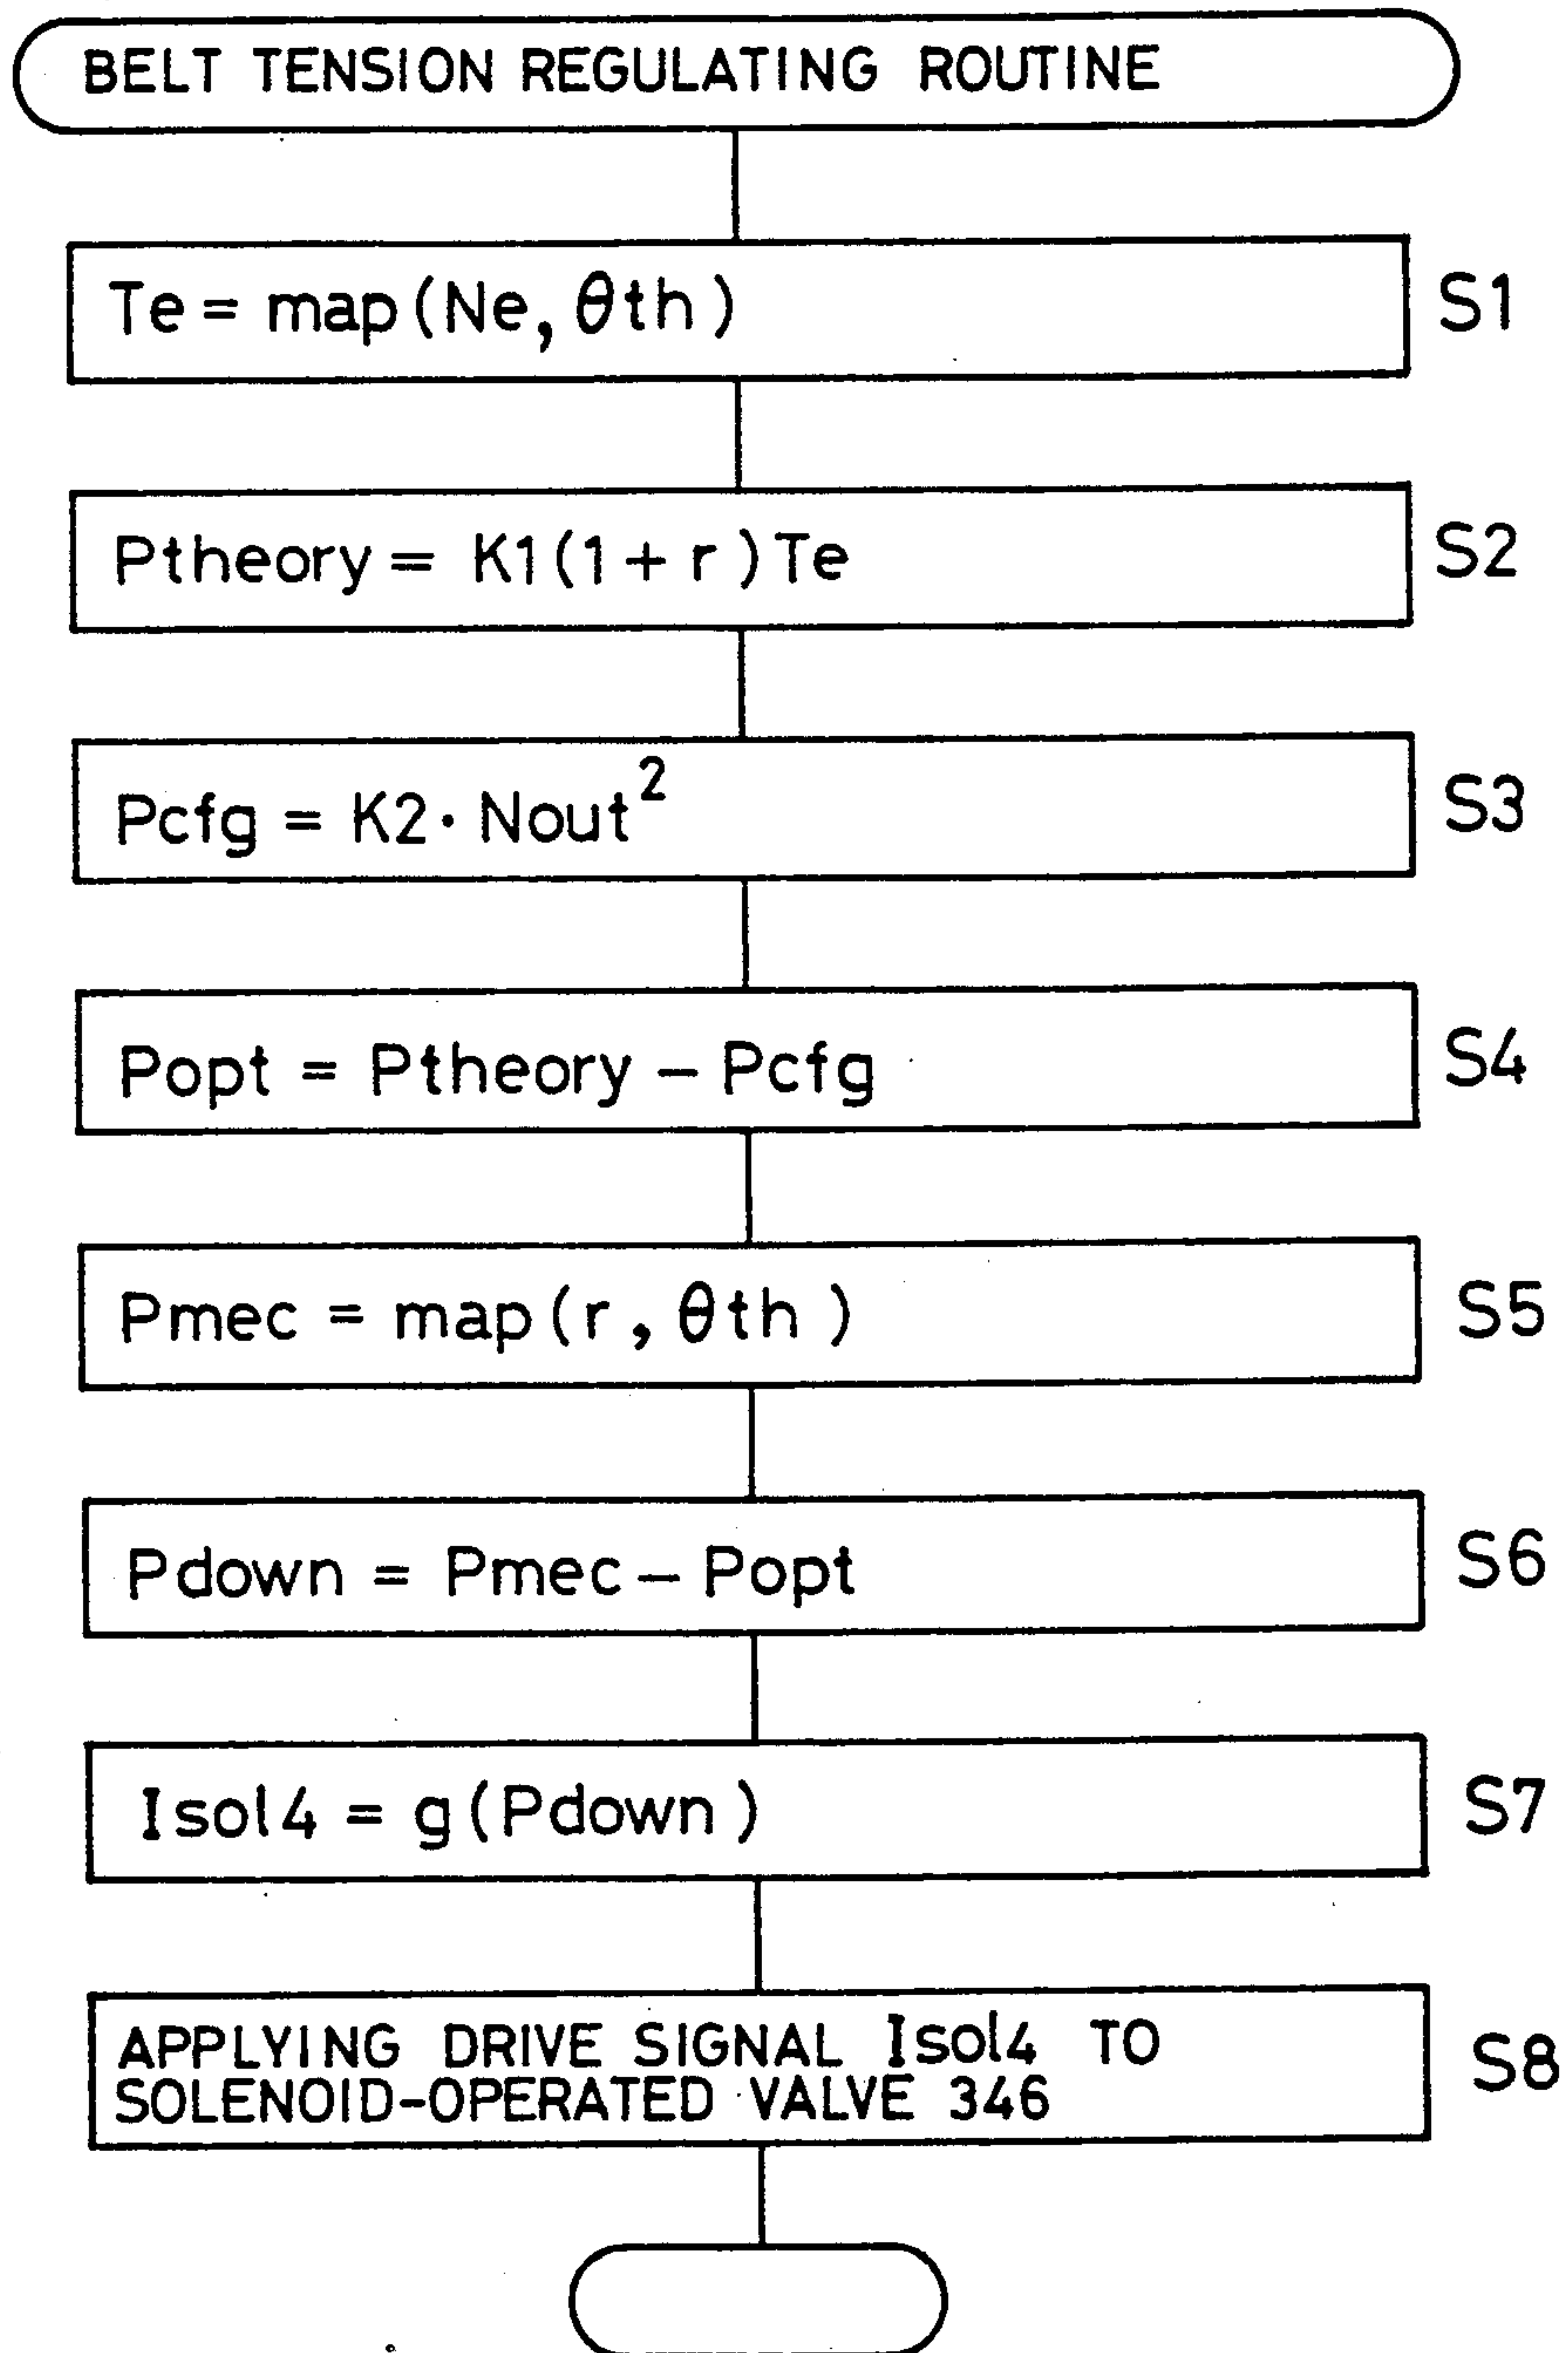 BELT TENSION REGULATING ROUTINE
Te = map(Ne, θth) S1
Ptheory = K1(1 + r)Te S2
Pcfg = K2· Nout² S3
Popt = Ptheory – Pcfg S4
Pmec = map(r, θth) S5
Pdown = Pmec – Popt S6
Isol4 = g(Pdown) S7
APPLYING DRIVE SIGNAL Isol4 TO S8
SOLENOID-OPERATED VALVE 346